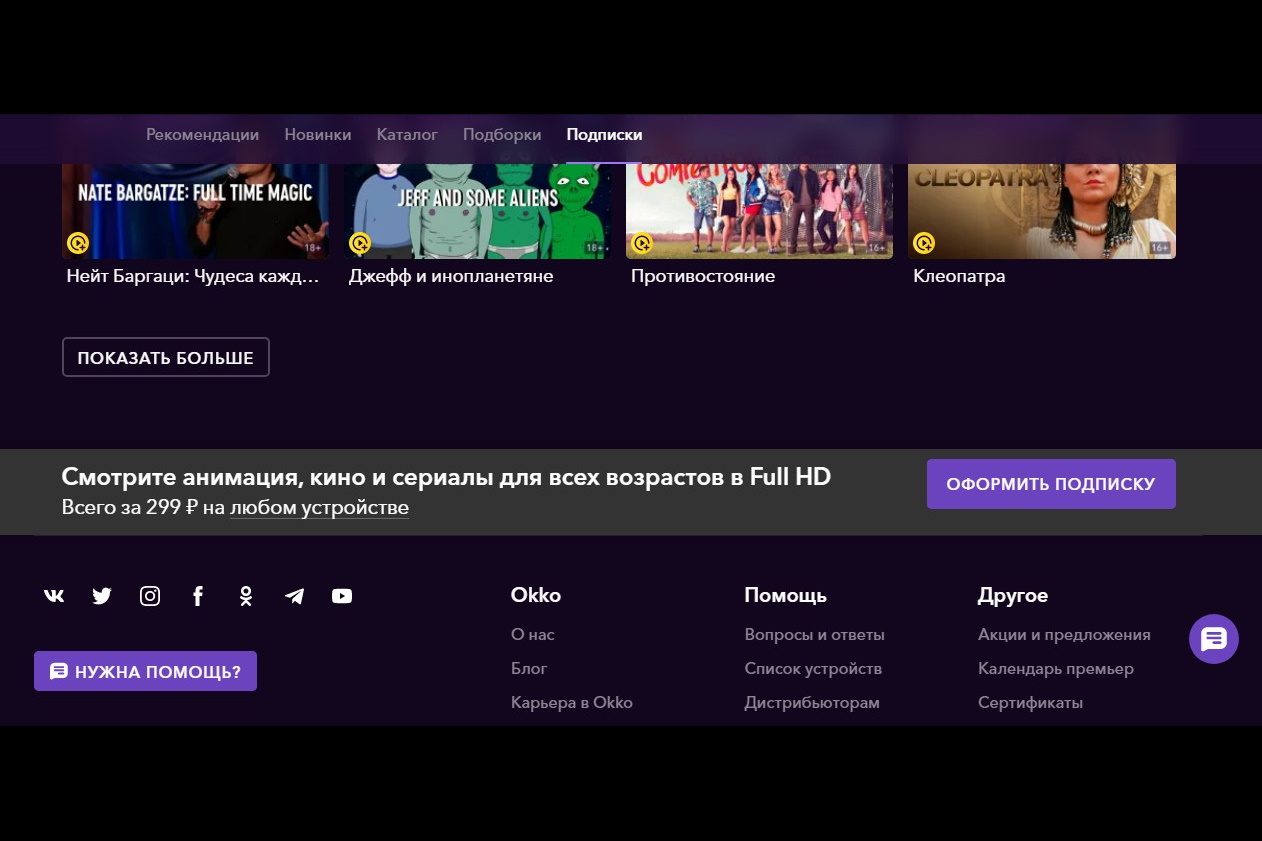 Рекомендации Новинки Каталог Подборки Подписки
NATE BARGATZE: FULL TIME MAGIC
JEFF AND SOME ALIENS
CLEOPATRA
18+ 18+ 16+ 16+
Нейт Баргаци: Чудеса кажд... Джефф и инопланетяне Противостояние Клеопатра
ПОКАЗАТЬ БОЛЬШЕ
Смотрите анимация, кино и сериалы для всех возрастов в Full HD
Всего за 299 ₽ на любом устройстве
ОФОРМИТЬ ПОДПИСКУ
НУЖНА ПОМОЩЬ?
Okko
О нас
Блог
Карьера в Okko
Помощь
Вопросы и ответы
Список устройств
Дистрибьюторам
Другое
Акции и предложения
Календарь премьер
Сертификаты